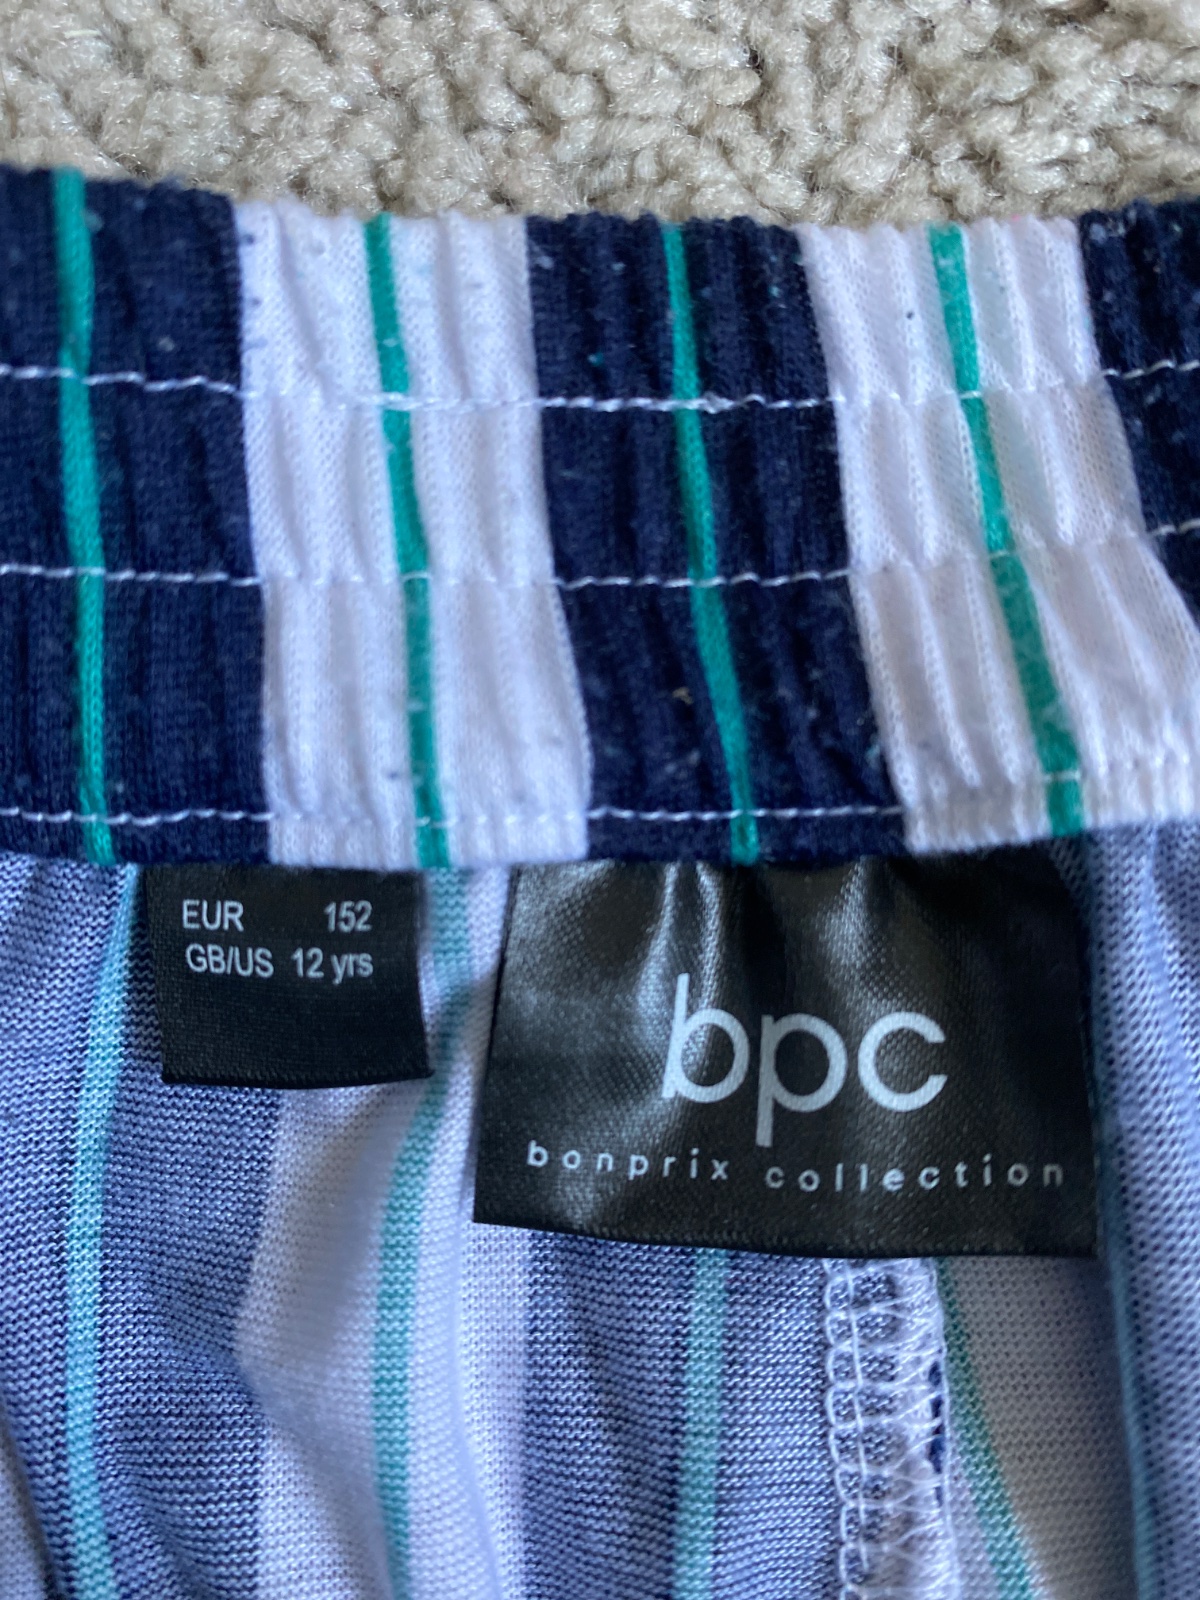 EUR 152
GB/US 12 yrs
bpc
bonprix collection